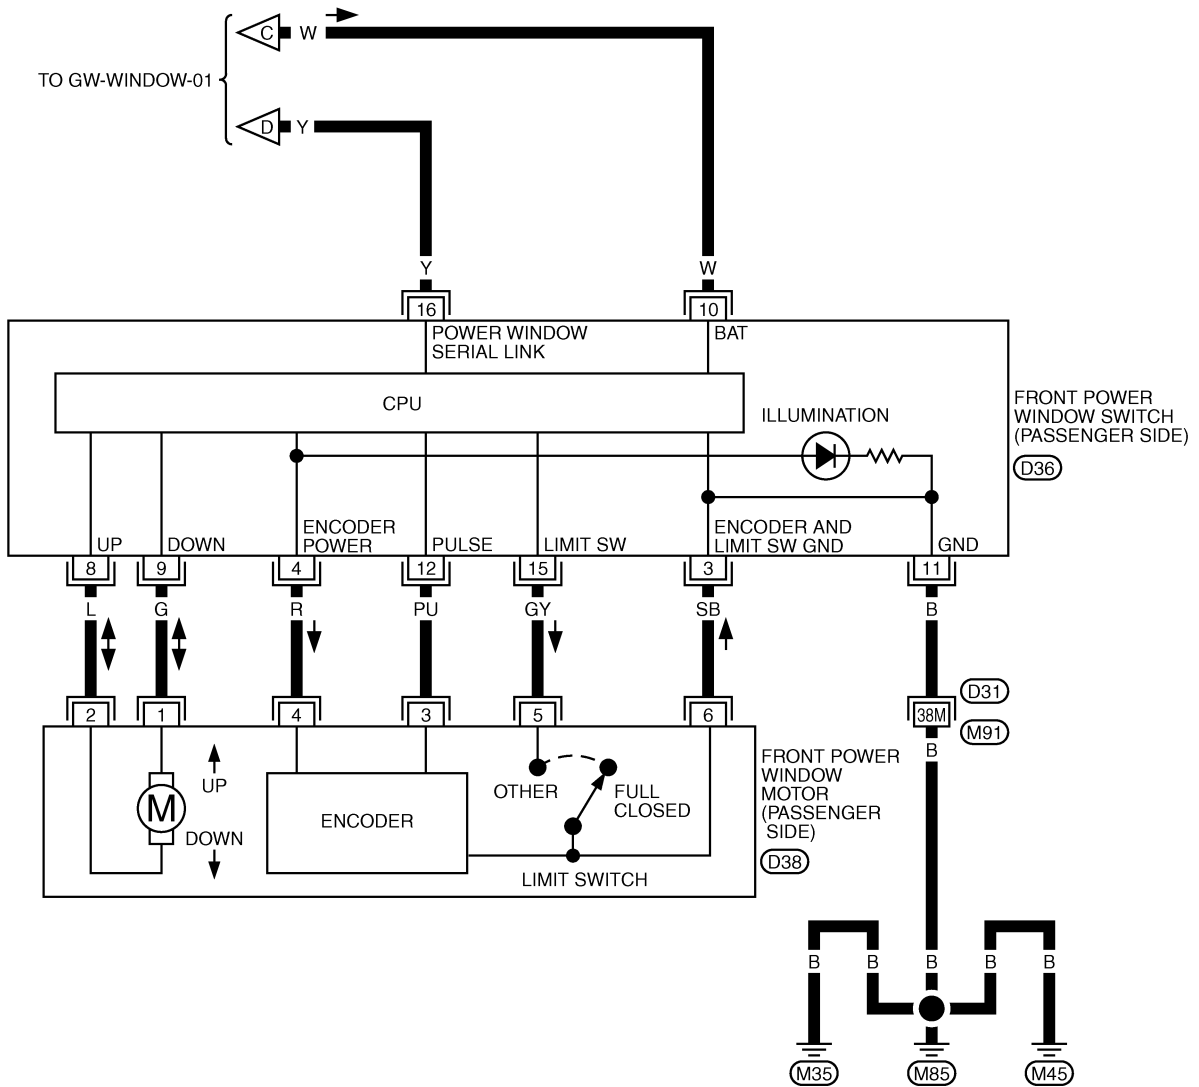 C W
TO GW-WINDOW-01
D Y
Y W
16 10
POWER WINDOW
SERIAL LINK
BAT
CPU
ILLUMINATION
FRONT POWER
WINDOW SWITCH
(PASSENGER SIDE)
D36
UP DOWN
ENCODER
POWER
PULSE
LIMIT SW
ENCODER AND
LIMIT SW GND
GND
8 9 4 12 15 3 11
L G R PU GY SB B
2 1 4 3 5 6 38M
D31
M91
B
UP
M
DOWN
ENCODER
OTHER
FULL
CLOSED
LIMIT SWITCH
FRONT POWER
WINDOW
MOTOR
(PASSENGER
SIDE)
D38
B B B B B
M35 M85 M45